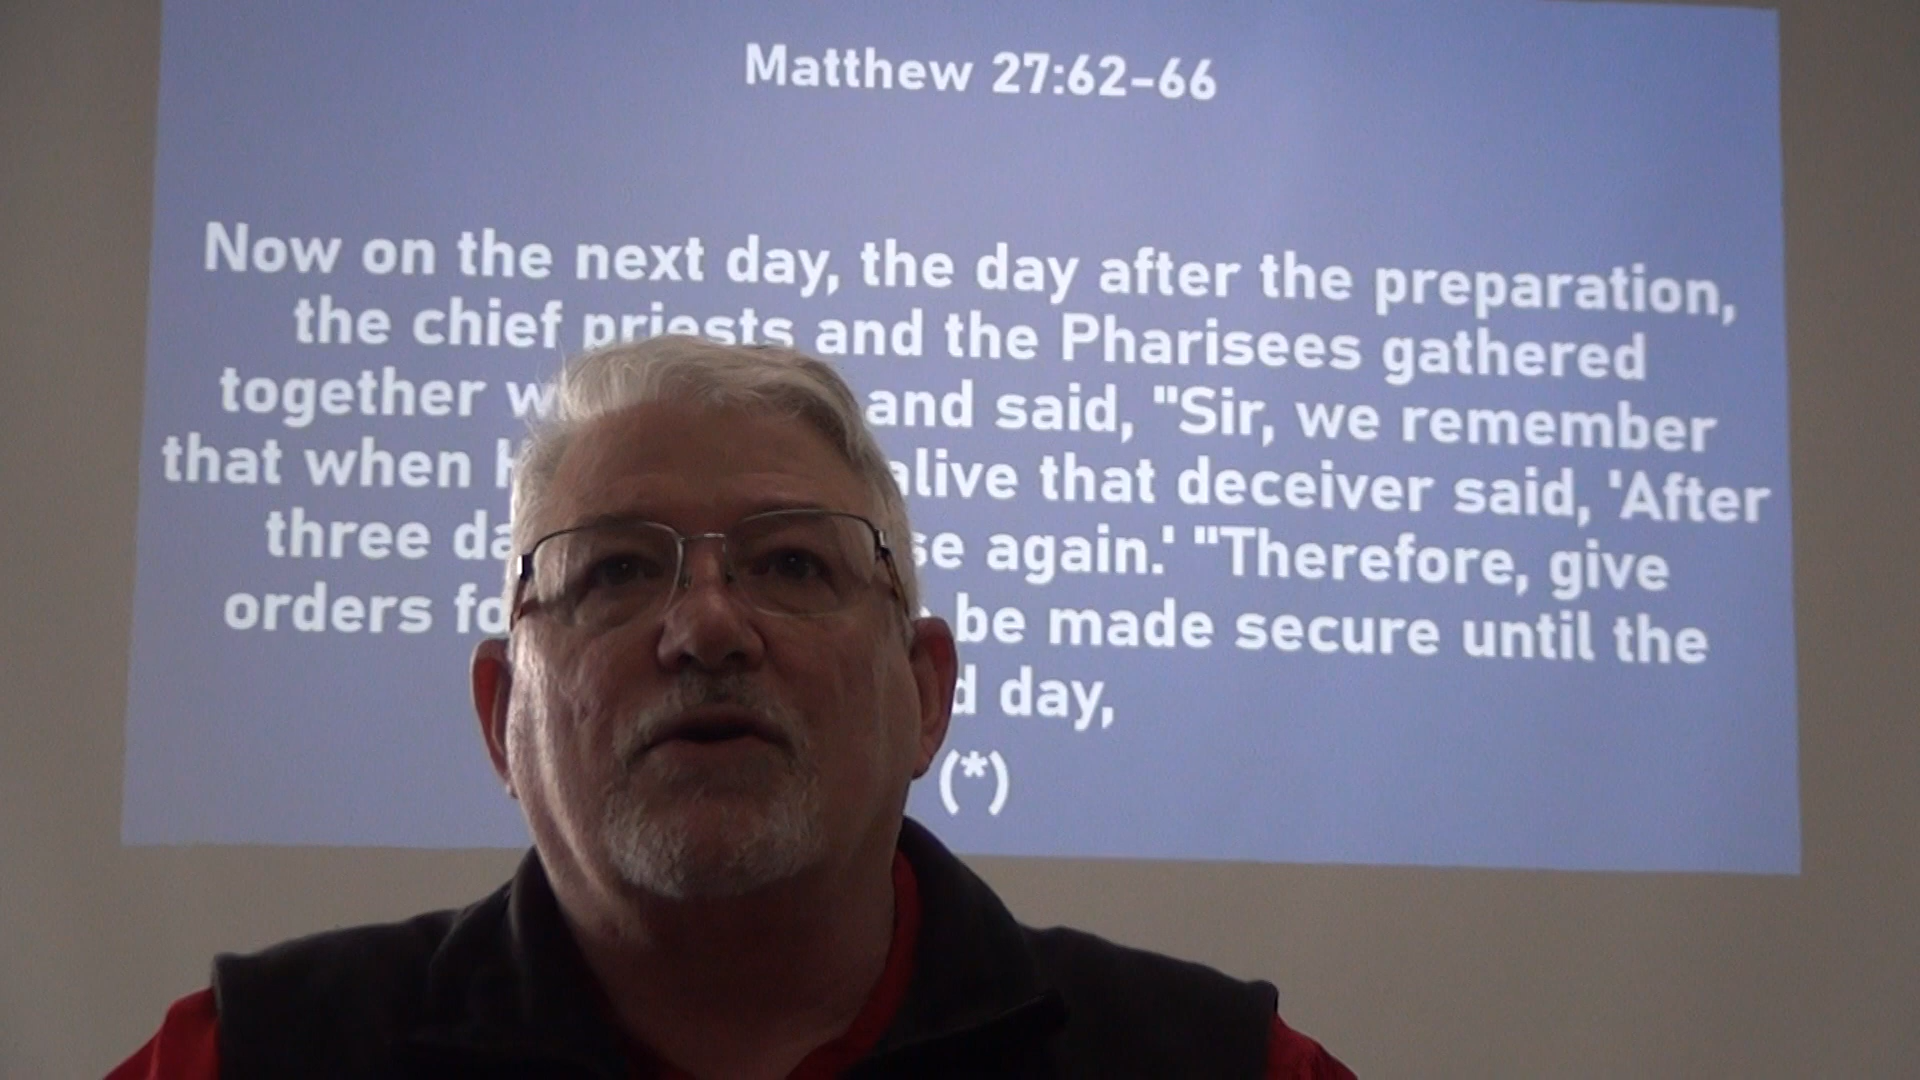 Matthew 27:62-66
Now on the next day, the day after the preparation,
the chief priests and the Pharisees gathered
together and said, "Sir, we remember
that when alive that deceiver said, 'After
three again.' "Therefore, give
orders be made secure until the
day,
(*)